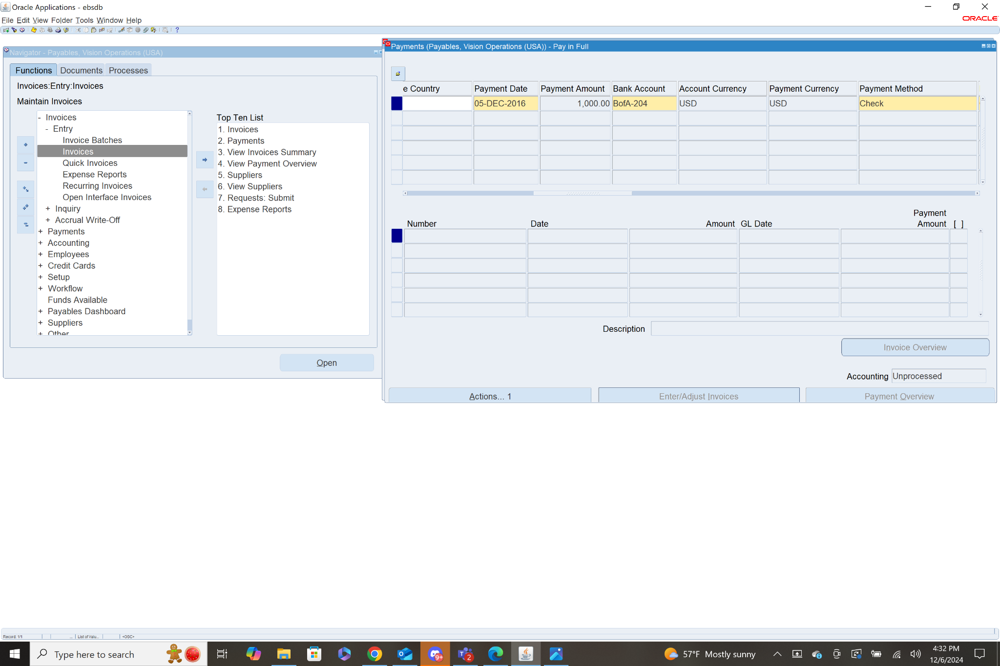 Oracle Applications - ebsdb
File Edit View Folder Tools Window Help
ORACLE
Navigator - Payables, Vision Operations (USA)
Functions Documents Processes
Invoices:Entry:Invoices
Maintain Invoices
- Invoices
- Entry
Invoice Batches
Invoices
Quick Invoices
Expense Reports
Recurring Invoices
Open Interface Invoices
+ Inquiry
+ Accrual Write-Off
+ Payments
+ Accounting
+ Employees
+ Credit Cards
+ Setup
+ Workflow
Funds Available
+ Payables Dashboard
+ Suppliers
+ Other
Top Ten List
1. Invoices
2. Payments
3. View Invoices Summary
4. View Payment Overview
5. Suppliers
6. View Suppliers
7. Requests: Submit
8. Expense Reports
Open
Payments (Payables, Vision Operations (USA)) - Pay in Full
e Country Payment Date Payment Amount Bank Account Account Currency Payment Currency Payment Method
05-DEC-2016 1,000.00 BofA-204 USD USD Check
Payment
Number Date Amount GL Date Amount [ ]
Description
Invoice Overview
Accounting Unprocessed
Actions... 1 Enter/Adjust Invoices Payment Overview
Record: 1/1 ... List of Valu... <OSC>
Type here to search
9+
2
57°F Mostly sunny
4:32 PM
12/6/2024